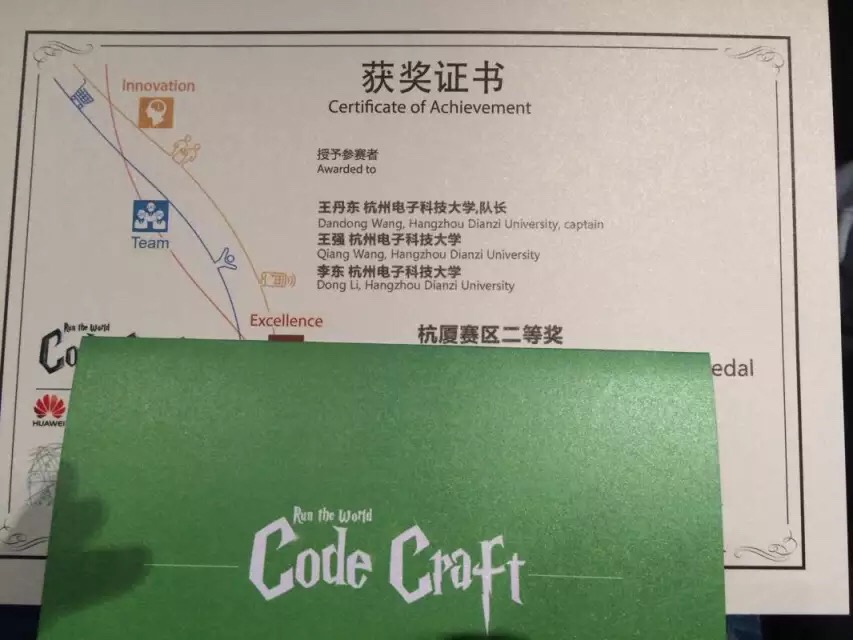 获奖证书
Certificate of Achievement
Innovation
授予参赛者
Awarded to
王丹东 杭州电子科技大学,队长
Dandong Wang, Hangzhou Dianzi University, captain
王强 杭州电子科技大学
Qiang Wang, Hangzhou Dianzi University
李东 杭州电子科技大学
Dong Li, Hangzhou Dianzi University
Team
Excellence
杭厦赛区二等奖
edal
Run the World
Co
HUAWEI
Run the World
Code Craft